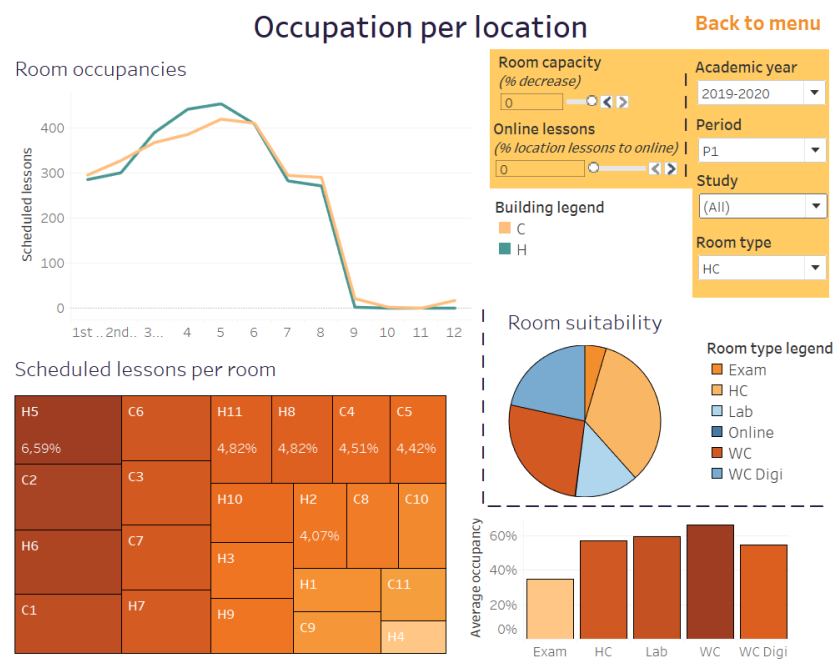 Occupation per location
Back to menu
Room occupancies
Scheduled lessons
400
300
200
100
0
1st .. 2nd.. 3... 4 5 6 7 8 9 10 11 12
Room capacity
(% decrease)
0
Online lessons
(% location lessons to online)
0
Academic year
2019-2020
Period
P1
Study
(All)
Room type
HC
Building legend
C
H
Room suitability
Room type legend
Exam
HC
Lab
Online
WC
WC Digi
Scheduled lessons per room
H5
6,59%
C2
H6
C1
C6
C3
C7
H7
H11
4,82%
H8
4,82%
C4
4,51%
C5
4,42%
H10
H3
H9
H2
4,07%
C8
C10
H1
C9
C11
H4
Average occupancy
60%
40%
20%
0%
Exam HC Lab WC WC Digi